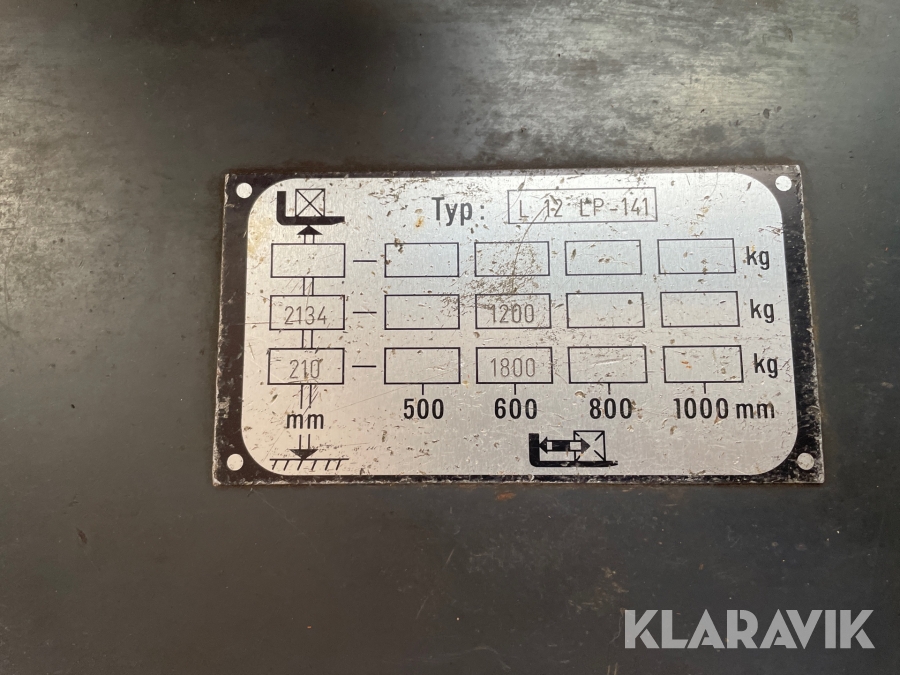 Typ: L 12 LP-141
kg
2134 1200 kg
210 1800 kg
mm 500 600 800 1000 mm
KLARAVIK